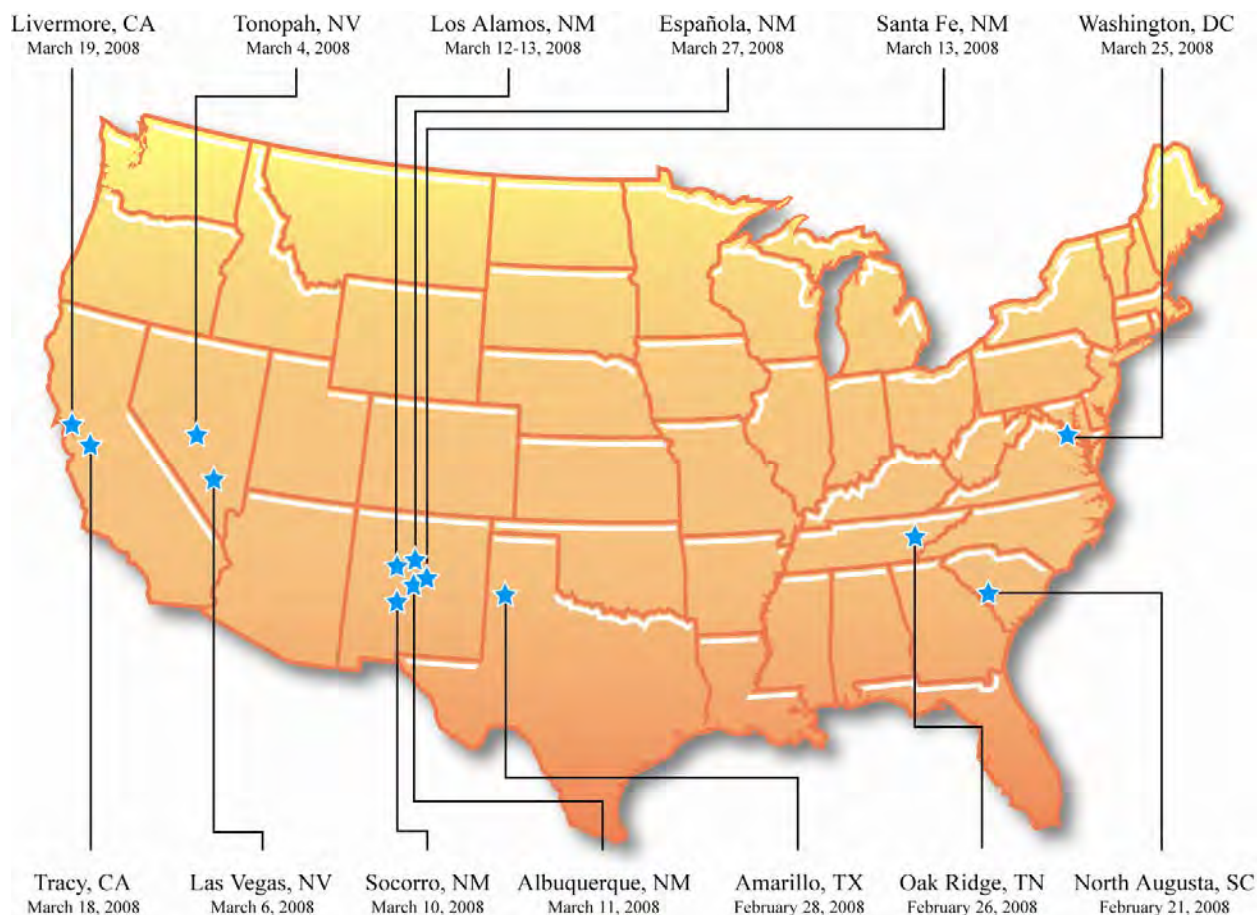 Livermore, CA
March 19, 2008
Tonopah, NV
March 4, 2008
Los Alamos, NM
March 12-13, 2008
Española, NM
March 27, 2008
Santa Fe, NM
March 13, 2008
Washington, DC
March 25, 2008
Tracy, CA
March 18, 2008
Las Vegas, NV
March 6, 2008
Socorro, NM
March 10, 2008
Albuquerque, NM
March 11, 2008
Amarillo, TX
February 28, 2008
Oak Ridge, TN
February 26, 2008
North Augusta, SC
February 21, 2008